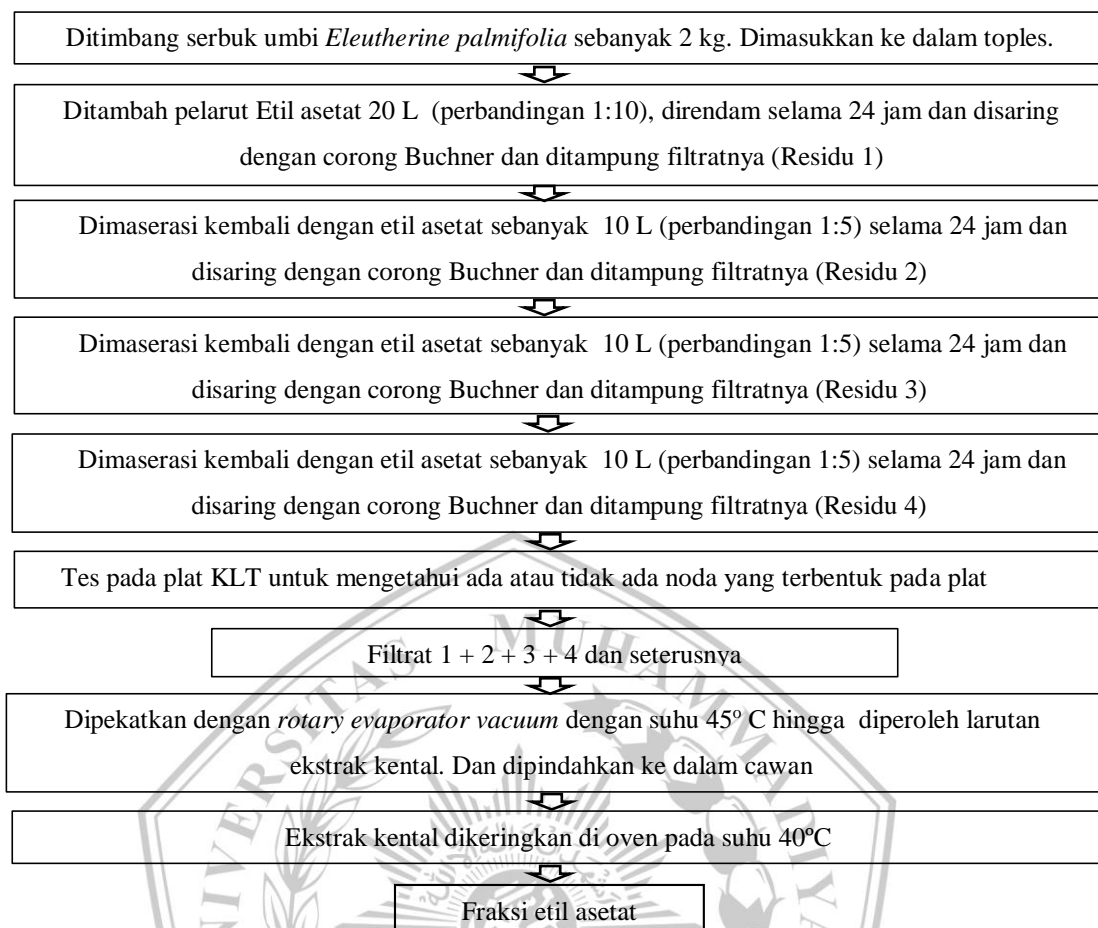 Ditimbang serbuk umbi Eleutherine palmifolia sebanyak 2 kg. Dimasukkan ke dalam toples.
Ditambah pelarut Etil asetat 20 L (perbandingan 1:10), direndam selama 24 jam dan disaring
dengan corong Buchner dan ditampung filtratnya (Residu 1)
Dimaserasi kembali dengan etil asetat sebanyak 10 L (perbandingan 1:5) selama 24 jam dan
disaring dengan corong Buchner dan ditampung filtratnya (Residu 2)
Dimaserasi kembali dengan etil asetat sebanyak 10 L (perbandingan 1:5) selama 24 jam dan
disaring dengan corong Buchner dan ditampung filtratnya (Residu 3)
Dimaserasi kembali dengan etil asetat sebanyak 10 L (perbandingan 1:5) selama 24 jam dan
disaring dengan corong Buchner dan ditampung filtratnya (Residu 4)
Tes pada plat KLT untuk mengetahui ada atau tidak ada noda yang terbentuk pada plat
Filtrat 1 + 2 + 3 + 4 dan seterusnya
Dipekatkan dengan rotary evaporator vacuum dengan suhu 45º C hingga diperoleh larutan
ekstrak kental. Dan dipindahkan ke dalam cawan
Ekstrak kental dikeringkan di oven pada suhu 40ºC
Fraksi etil asetat